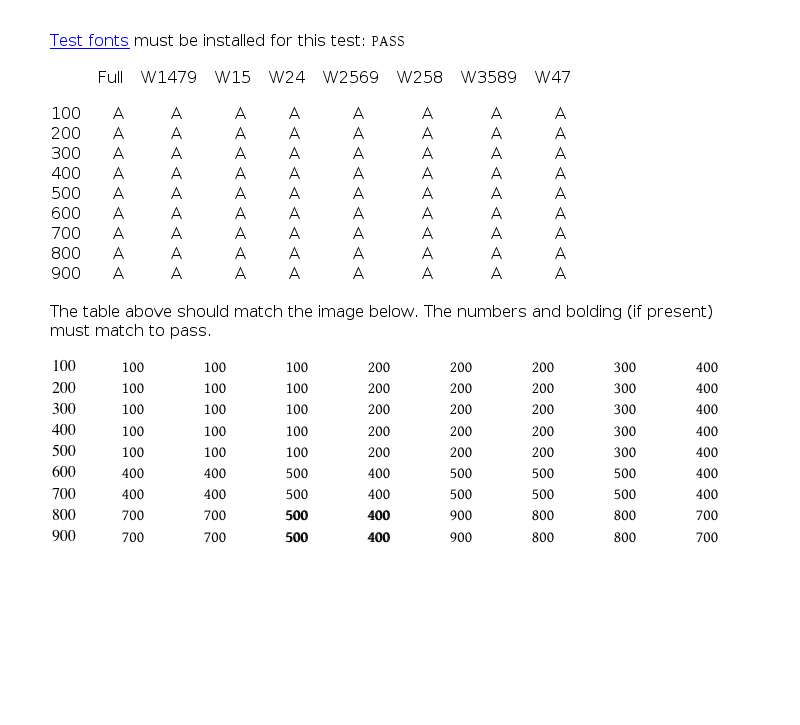 Test fonts must be installed for this test: PASS
Full W1479 W15 W24 W2569 W258 W3589 W47
100 A A A A A A A A
200 A A A A A A A A
300 A A A A A A A A
400 A A A A A A A A
500 A A A A A A A A
600 A A A A A A A A
700 A A A A A A A A
800 A A A A A A A A
900 A A A A A A A A
The table above should match the image below. The numbers and bolding (if present)
must match to pass.
100 100 100 100 200 200 200 300 400
200 100 100 100 200 200 200 300 400
300 100 100 100 200 200 200 300 400
400 100 100 100 200 200 200 300 400
500 100 100 100 200 200 200 300 400
600 400 400 500 400 500 500 500 400
700 400 400 500 400 500 500 500 400
800 700 700 500 400 900 800 800 700
900 700 700 500 400 900 800 800 700